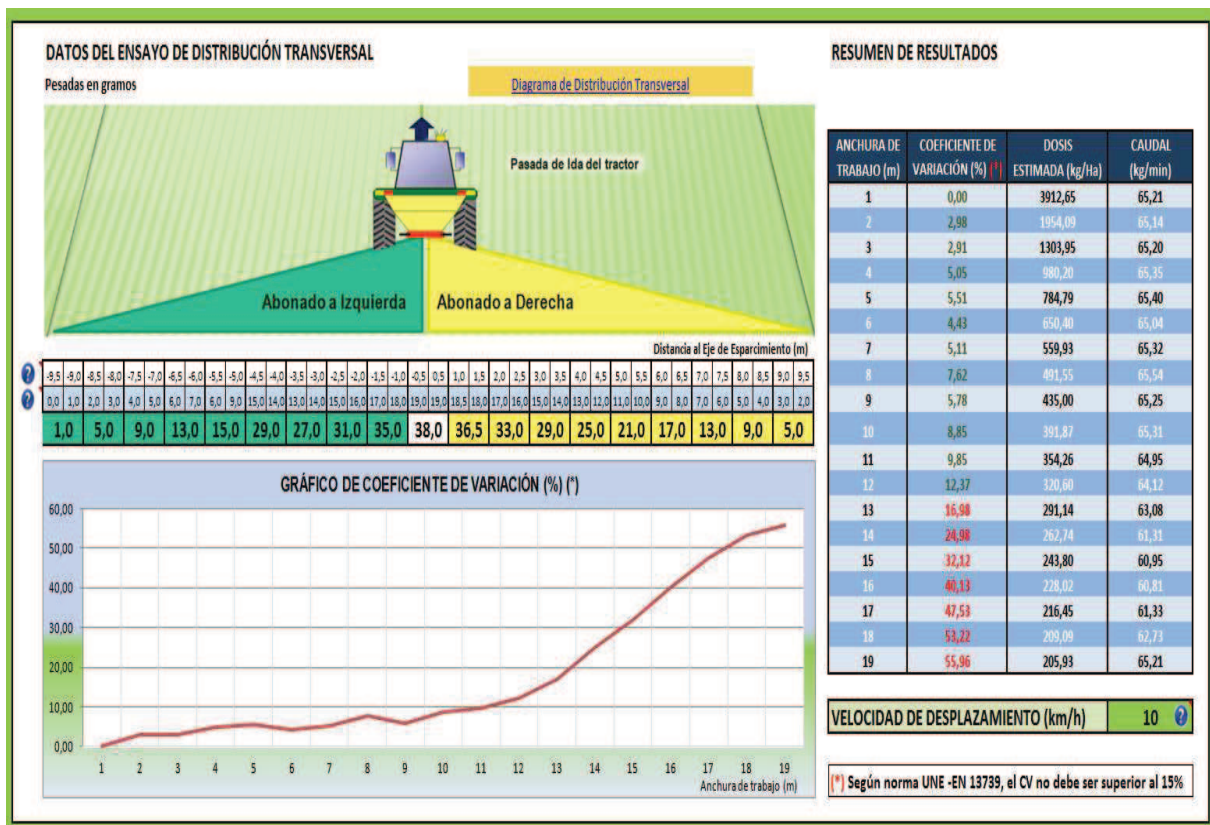 DATOS DEL ENSAYO DE DISTRIBUCIÓN TRANSVERSAL
Pesadas en gramos
Diagrama de Distribución Transversal
Pasada de Ida del tractor
Abonado a Izquierda
Abonado a Derecha
Distancia al Eje de Esparcimiento (m)
-9,5 -9,0 -8,5 -8,0 -7,5 -7,0 -6,5 -6,0 -5,5 -5,0 -4,5 -4,0 -3,5 -3,0 -2,5 -2,0 -1,5 -1,0 -0,5 0,5 1,0 1,5 2,0 2,5 3,0 3,5 4,0 4,5 5,0 5,5 6,0 6,5 7,0 7,5 8,0 8,5 9,0 9,5
0,0 1,0 2,0 3,0 4,0 5,0 6,0 7,0 6,0 9,0 15,0 14,0 13,0 14,0 15,0 16,0 17,0 18,0 19,0 19,0 18,5 18,0 17,0 16,0 15,0 14,0 13,0 12,0 11,0 10,0 9,0 8,0 7,0 6,0 5,0 4,0 3,0 2,0
1,0 5,0 9,0 13,0 15,0 29,0 27,0 31,0 35,0 38,0 36,5 33,0 29,0 25,0 21,0 17,0 13,0 9,0 5,0
GRÁFICO DE COEFICIENTE DE VARIACIÓN (%) (*)
60,00
50,00
40,00
30,00
20,00
10,00
0,00
1 2 3 4 5 6 7 8 9 10 11 12 13 14 15 16 17 18 19
Anchura de trabajo (m)
RESUMEN DE RESULTADOS
ANCHURA DE TRABAJO (m) COEFICIENTE DE VARIACIÓN (%) (*) DOSIS ESTIMADA (kg/Ha) CAUDAL (kg/min)
1 0,00 3912,65 65,21
2 2,98 1954,09 65,14
3 2,91 1303,95 65,20
4 5,05 980,20 65,35
5 5,51 784,79 65,40
6 4,43 650,40 65,04
7 5,11 559,93 65,32
8 7,62 491,55 65,54
9 5,78 435,00 65,25
10 8,85 391,87 65,31
11 9,85 354,26 64,95
12 12,37 320,60 64,12
13 16,98 291,14 63,08
14 24,98 262,74 61,31
15 32,12 243,80 60,95
16 40,13 228,02 60,81
17 47,53 216,45 61,33
18 53,22 209,09 62,73
19 55,96 205,93 65,21
VELOCIDAD DE DESPLAZAMIENTO (km/h) 10 ?
(*) Según norma UNE -EN 13739, el CV no debe ser superior al 15%